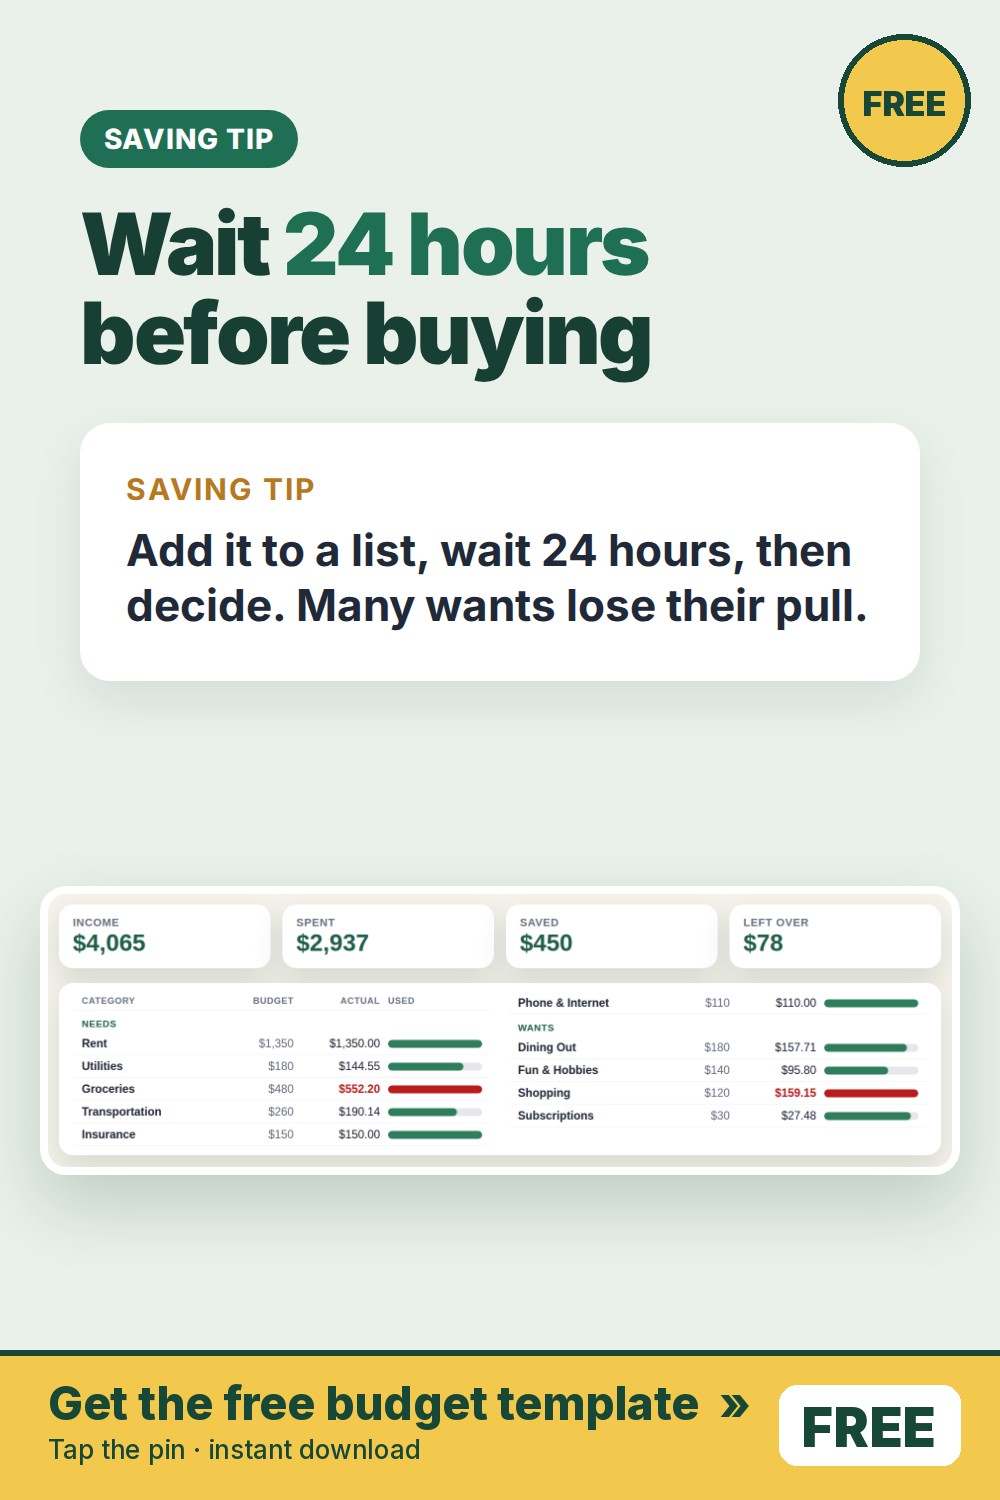 FREE
SAVING TIP
Wait 24 hours
before buying
SAVING TIP
Add it to a list, wait 24 hours, then
decide. Many wants lose their pull.
INCOME
$4,065
SPENT
$2,937
SAVED
$450
LEFT OVER
$78
CATEGORY BUDGET ACTUAL USED
NEEDS
Rent $1,350 $1,350.00
Utilities $180 $144.55
Groceries $480 $552.20
Transportation $260 $190.14
Insurance $150 $150.00
Phone & Internet $110 $110.00
WANTS
Dining Out $180 $157.71
Fun & Hobbies $140 $95.80
Shopping $120 $159.15
Subscriptions $30 $27.48
Get the free budget template »
Tap the pin · instant download
FREE